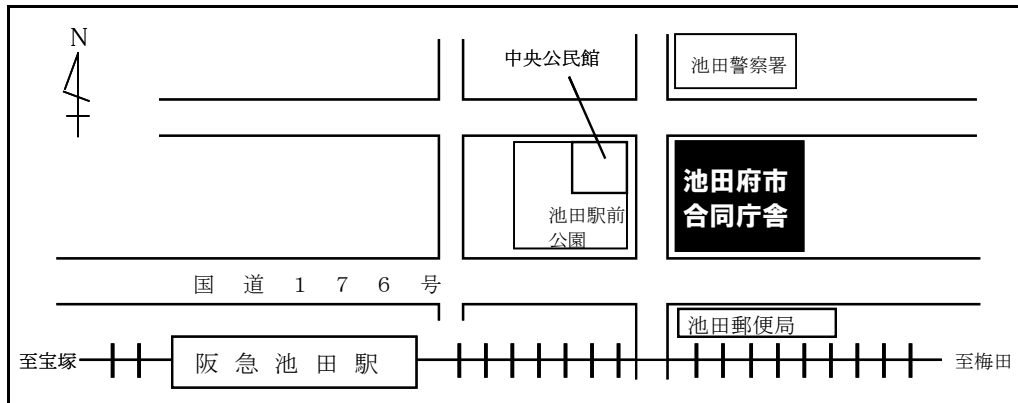 N
中央公民館
池田警察署
池田府市
合同庁舎
池田駅前
公園
国道176号
池田郵便局
至宝塚
阪急池田駅
至梅田